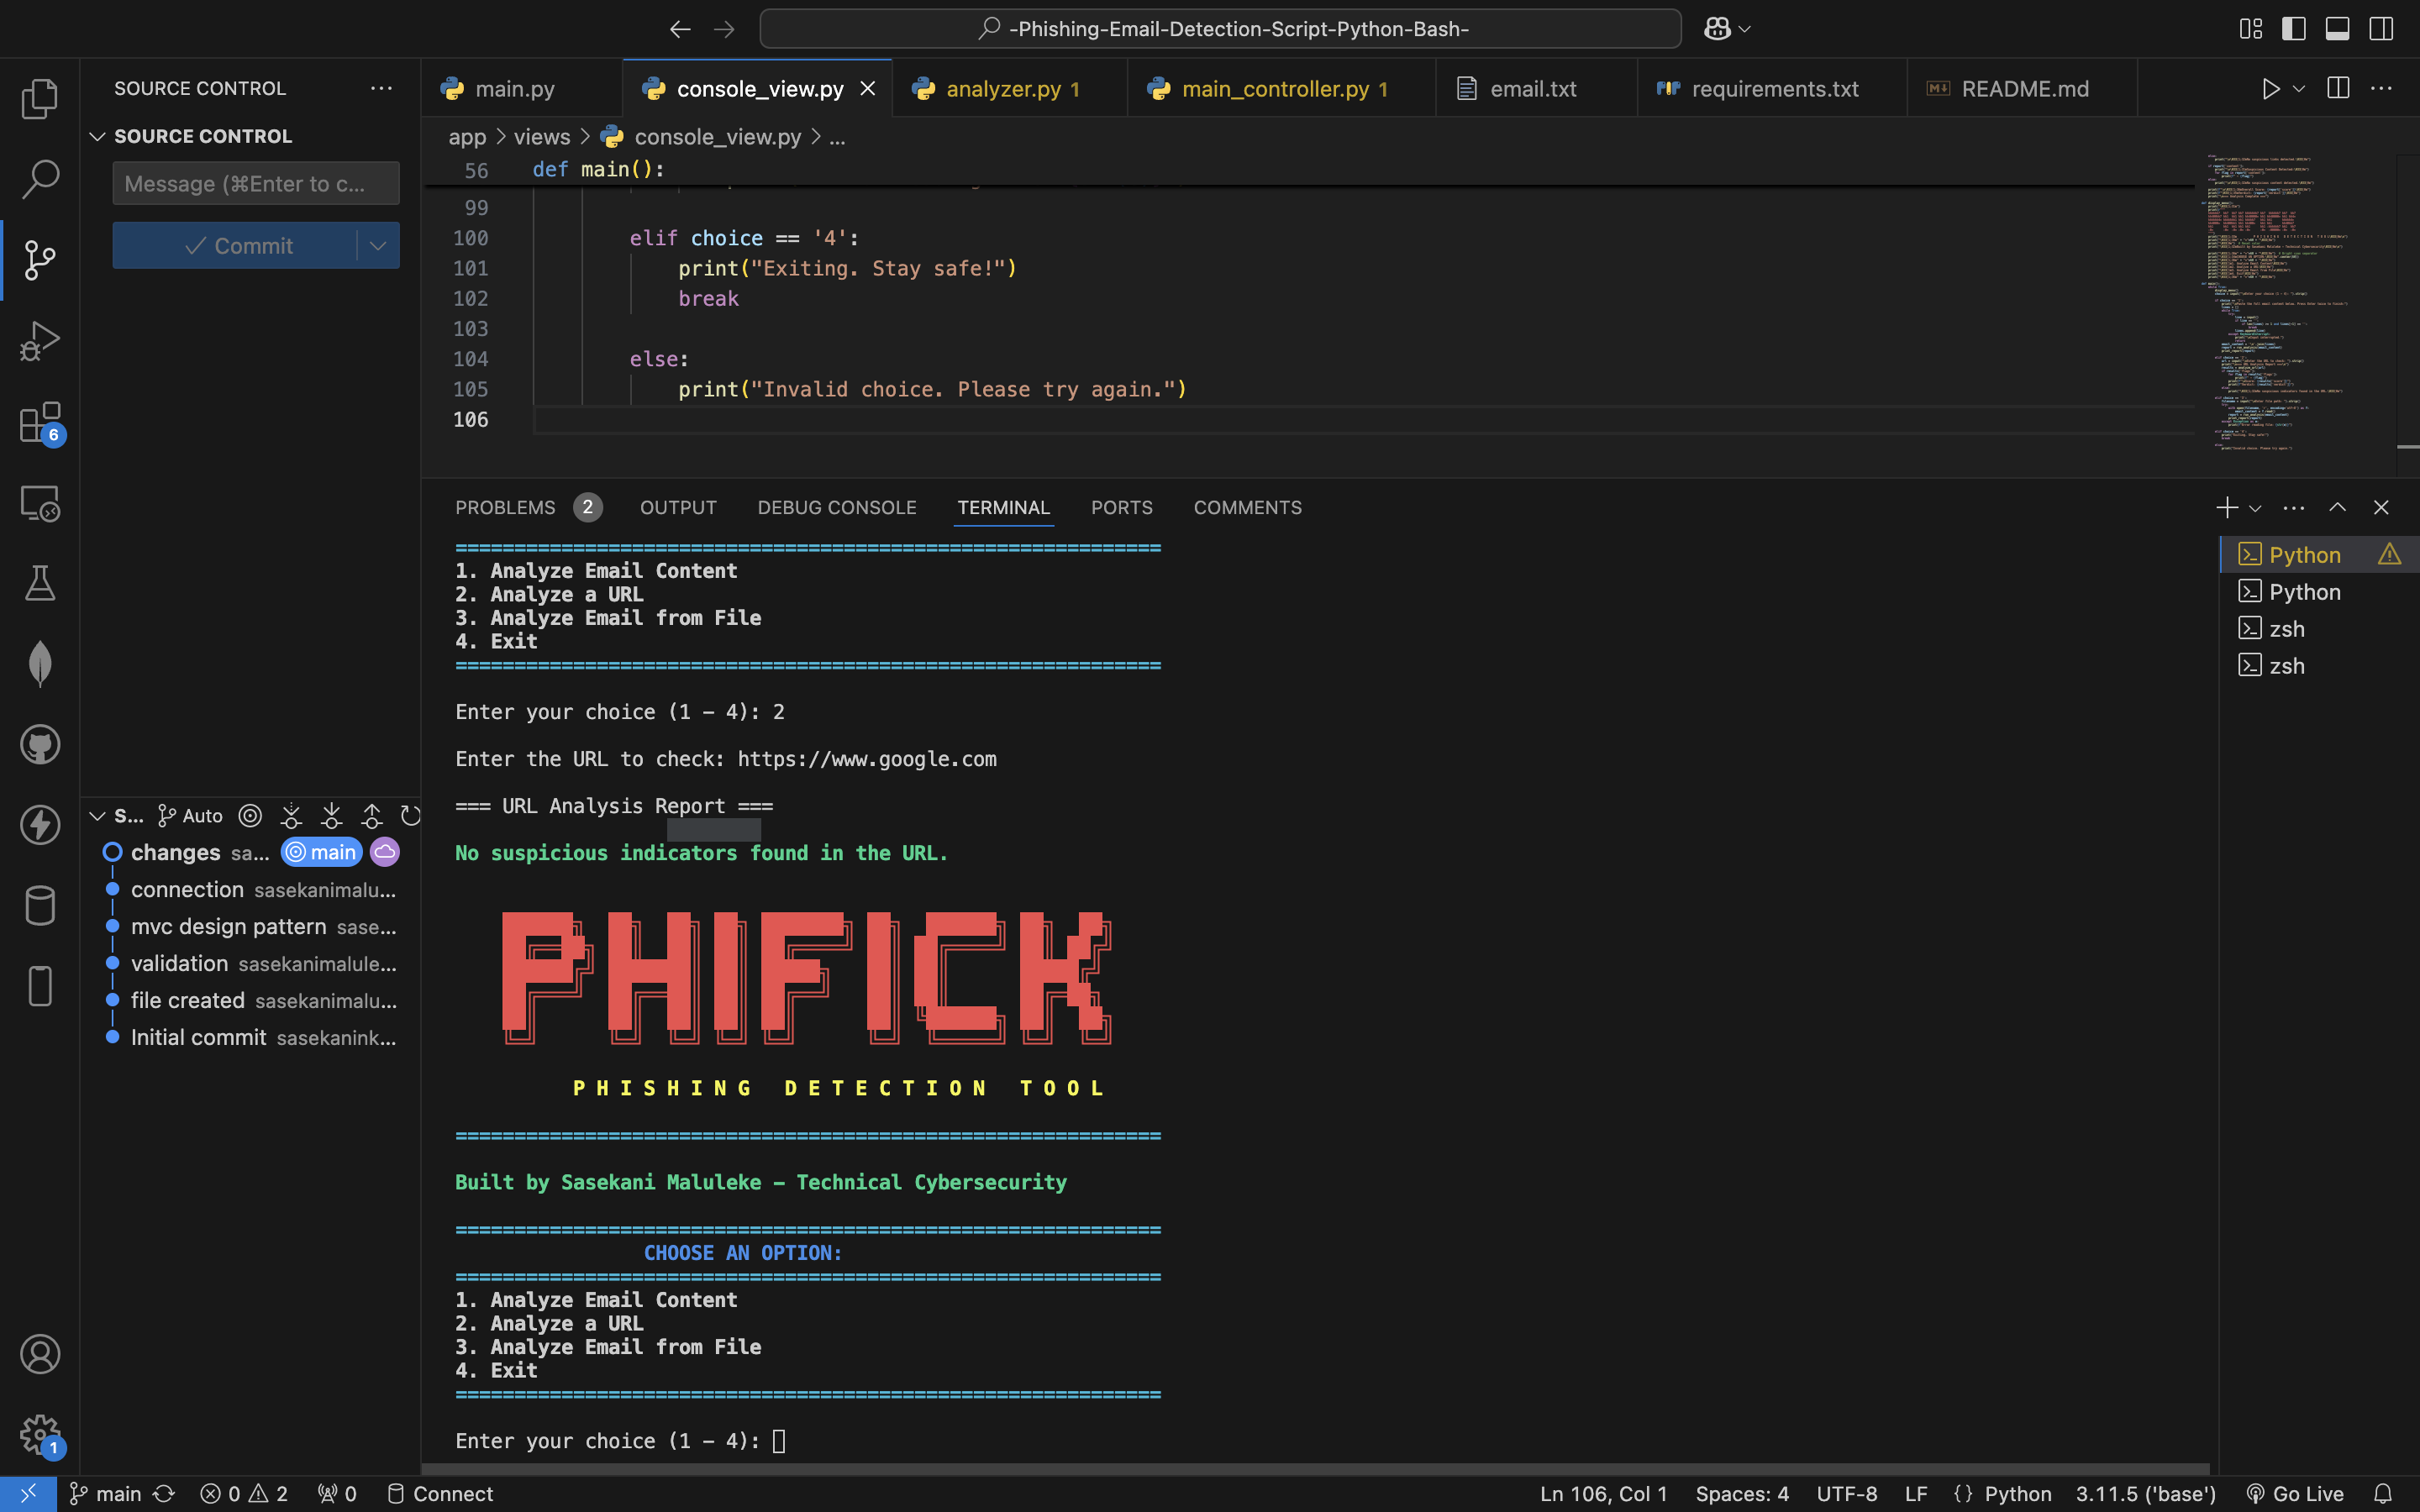 -Phishing-Email-Detection-Script-Python-Bash-
SOURCE CONTROL
SOURCE CONTROL
Message (⌘Enter to c...
Commit
6
S... Auto
changes sa... main
connection sasekanimalu...
mvc design pattern sase...
validation sasekanimalule...
file created sasekanimalu...
Initial commit sasekanink...
1
main.py console_view.py analyzer.py 1 main_controller.py 1 email.txt requirements.txt README.md
app > views > console_view.py > ...
56 def main():
99
100 elif choice == '4':
101 print("Exiting. Stay safe!")
102 break
103
104 else:
105 print("Invalid choice. Please try again.")
106
PROBLEMS 2 OUTPUT DEBUG CONSOLE TERMINAL PORTS COMMENTS
============================================================
1. Analyze Email Content
2. Analyze a URL
3. Analyze Email from File
4. Exit
============================================================
Enter your choice (1 – 4): 2
Enter the URL to check: https://www.google.com
=== URL Analysis Report ===
No suspicious indicators found in the URL.
PHIFICK
P H I S H I N G  D E T E C T I O N  T O O L
============================================================
Built by Sasekani Maluleke – Technical Cybersecurity
============================================================
CHOOSE AN OPTION:
============================================================
1. Analyze Email Content
2. Analyze a URL
3. Analyze Email from File
4. Exit
============================================================
Enter your choice (1 – 4):
Python
Python
zsh
zsh
main 0 2 0 Connect
Ln 106, Col 1 Spaces: 4 UTF-8 LF {} Python 3.11.5 ('base') Go Live